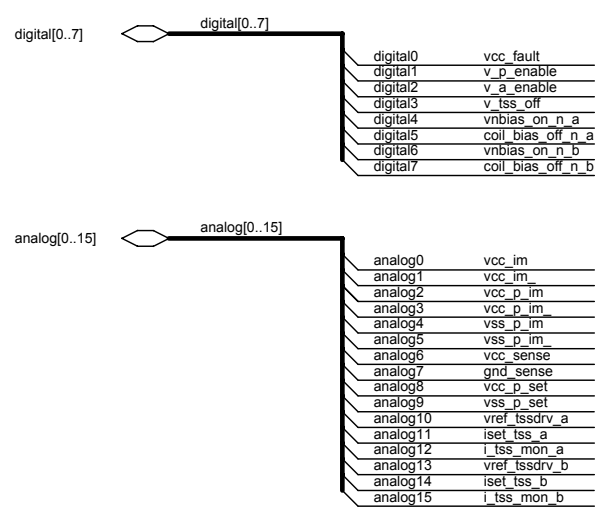 digital[0..7] digital[0..7]
digital0 vcc_fault
digital1 v_p_enable
digital2 v_a_enable
digital3 v_tss_off
digital4 vnbias_on_n_a
digital5 coil_bias_off_n_a
digital6 vnbias_on_n_b
digital7 coil_bias_off_n_b
analog[0..15] analog[0..15]
analog0 vcc_im
analog1 vcc_im_
analog2 vcc_p_im
analog3 vcc_p_im_
analog4 vss_p_im
analog5 vss_p_im_
analog6 vcc_sense
analog7 gnd_sense
analog8 vcc_p_set
analog9 vss_p_set
analog10 vref_tssdrv_a
analog11 iset_tss_a
analog12 i_tss_mon_a
analog13 vref_tssdrv_b
analog14 iset_tss_b
analog15 i_tss_mon_b